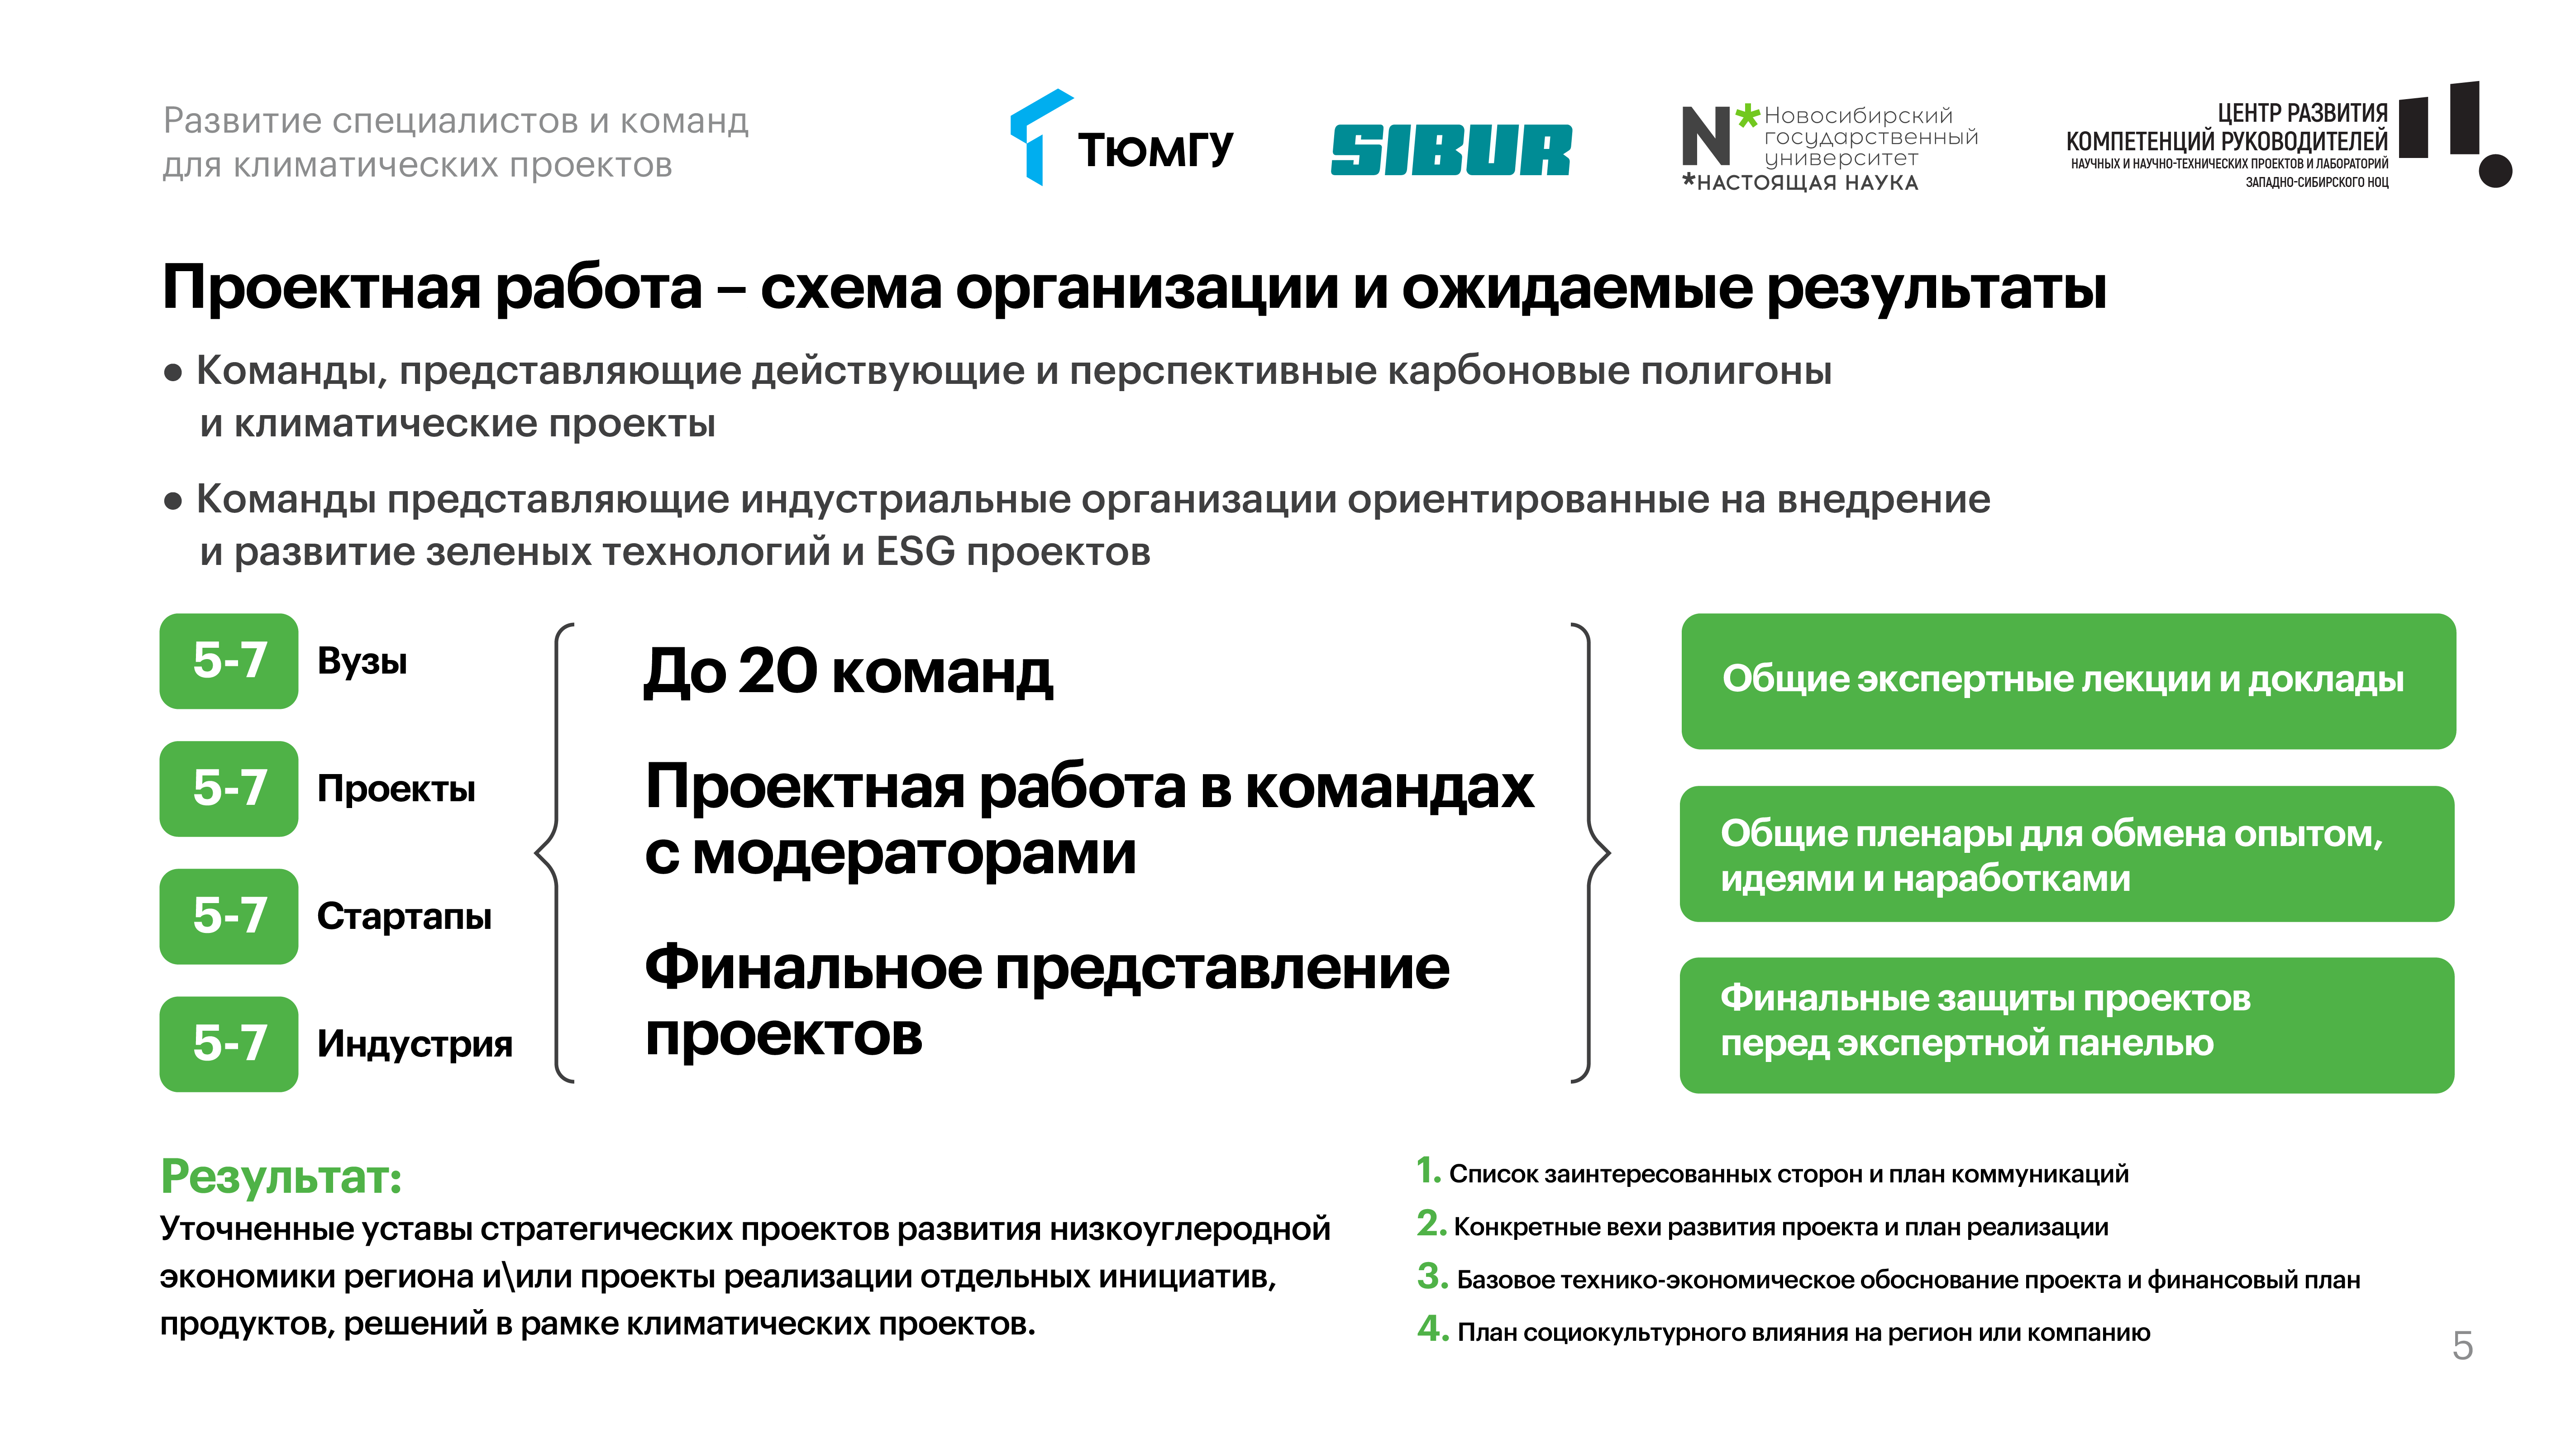 Развитие специалистов и команд
для климатических проектов
ТюмГУ
SIBUR
N*
Новосибирский
государственный
университет
*НАСТОЯЩАЯ НАУКА
ЦЕНТР РАЗВИТИЯ
КОМПЕТЕНЦИЙ РУКОВОДИТЕЛЕЙ
НАУЧНЫХ И НАУЧНО-ТЕХНИЧЕСКИХ ПРОЕКТОВ И ЛАБОРАТОРИЙ
ЗАПАДНО-СИБИРСКОГО НОЦ
Проектная работа – схема организации и ожидаемые результаты
● Команды, представляющие действующие и перспективные карбоновые полигоны
и климатические проекты
● Команды представляющие индустриальные организации ориентированные на внедрение
и развитие зеленых технологий и ESG проектов
5-7 Вузы
5-7 Проекты
5-7 Стартапы
5-7 Индустрия
До 20 команд
Проектная работа в командах
с модераторами
Финальное представление
проектов
Общие экспертные лекции и доклады
Общие пленары для обмена опытом,
идеями и наработками
Финальные защиты проектов
перед экспертной панелью
Результат:
Уточненные уставы стратегических проектов развития низкоуглеродной
экономики региона и\или проекты реализации отдельных инициатив,
продуктов, решений в рамке климатических проектов.
1. Список заинтересованных сторон и план коммуникаций
2. Конкретные вехи развития проекта и план реализации
3. Базовое технико-экономическое обоснование проекта и финансовый план
4. План социокультурного влияния на регион или компанию
5